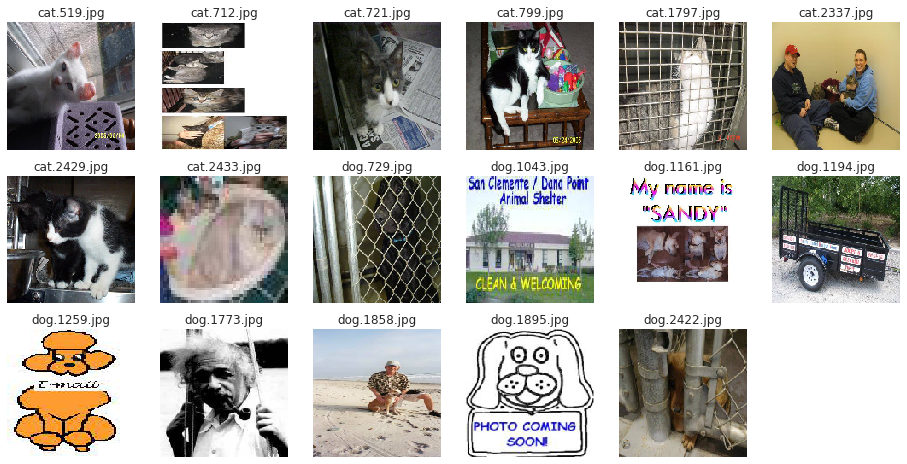 cat.519.jpg
cat.712.jpg
cat.721.jpg
cat.799.jpg
cat.1797.jpg
cat.2337.jpg
cat.2429.jpg
cat.2433.jpg
dog.729.jpg
dog.1043.jpg
San Clemente / Dana Point
Animal Shelter
CLEAN & WELCOMING
dog.1161.jpg
My name is
"SANDY"
dog.1194.jpg
dog.1259.jpg
E-mail
dog.1773.jpg
dog.1858.jpg
dog.1895.jpg
PHOTO COMING
SOON!
dog.2422.jpg